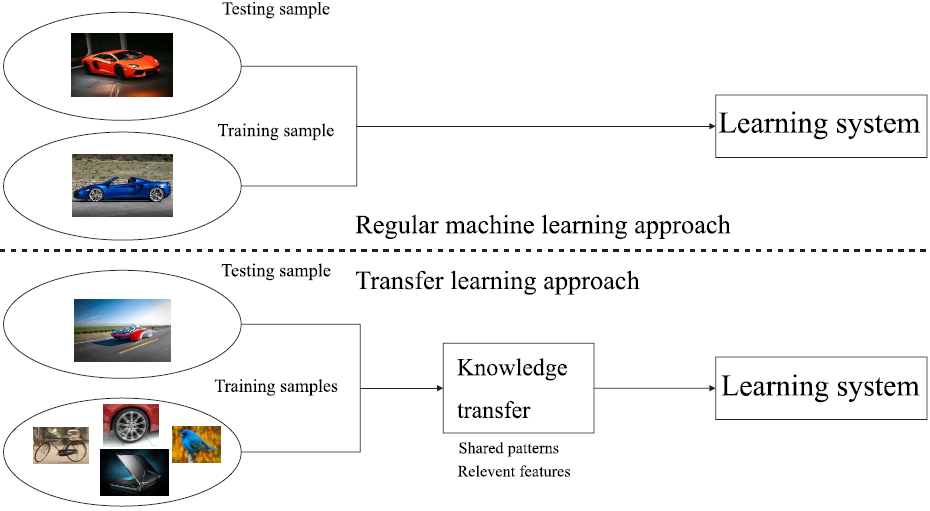 Testing sample
Training sample
Learning system
Regular machine learning approach
Testing sample
Transfer learning approach
Training samples
Knowledge
transfer
Shared patterns
Relevent features
Learning system